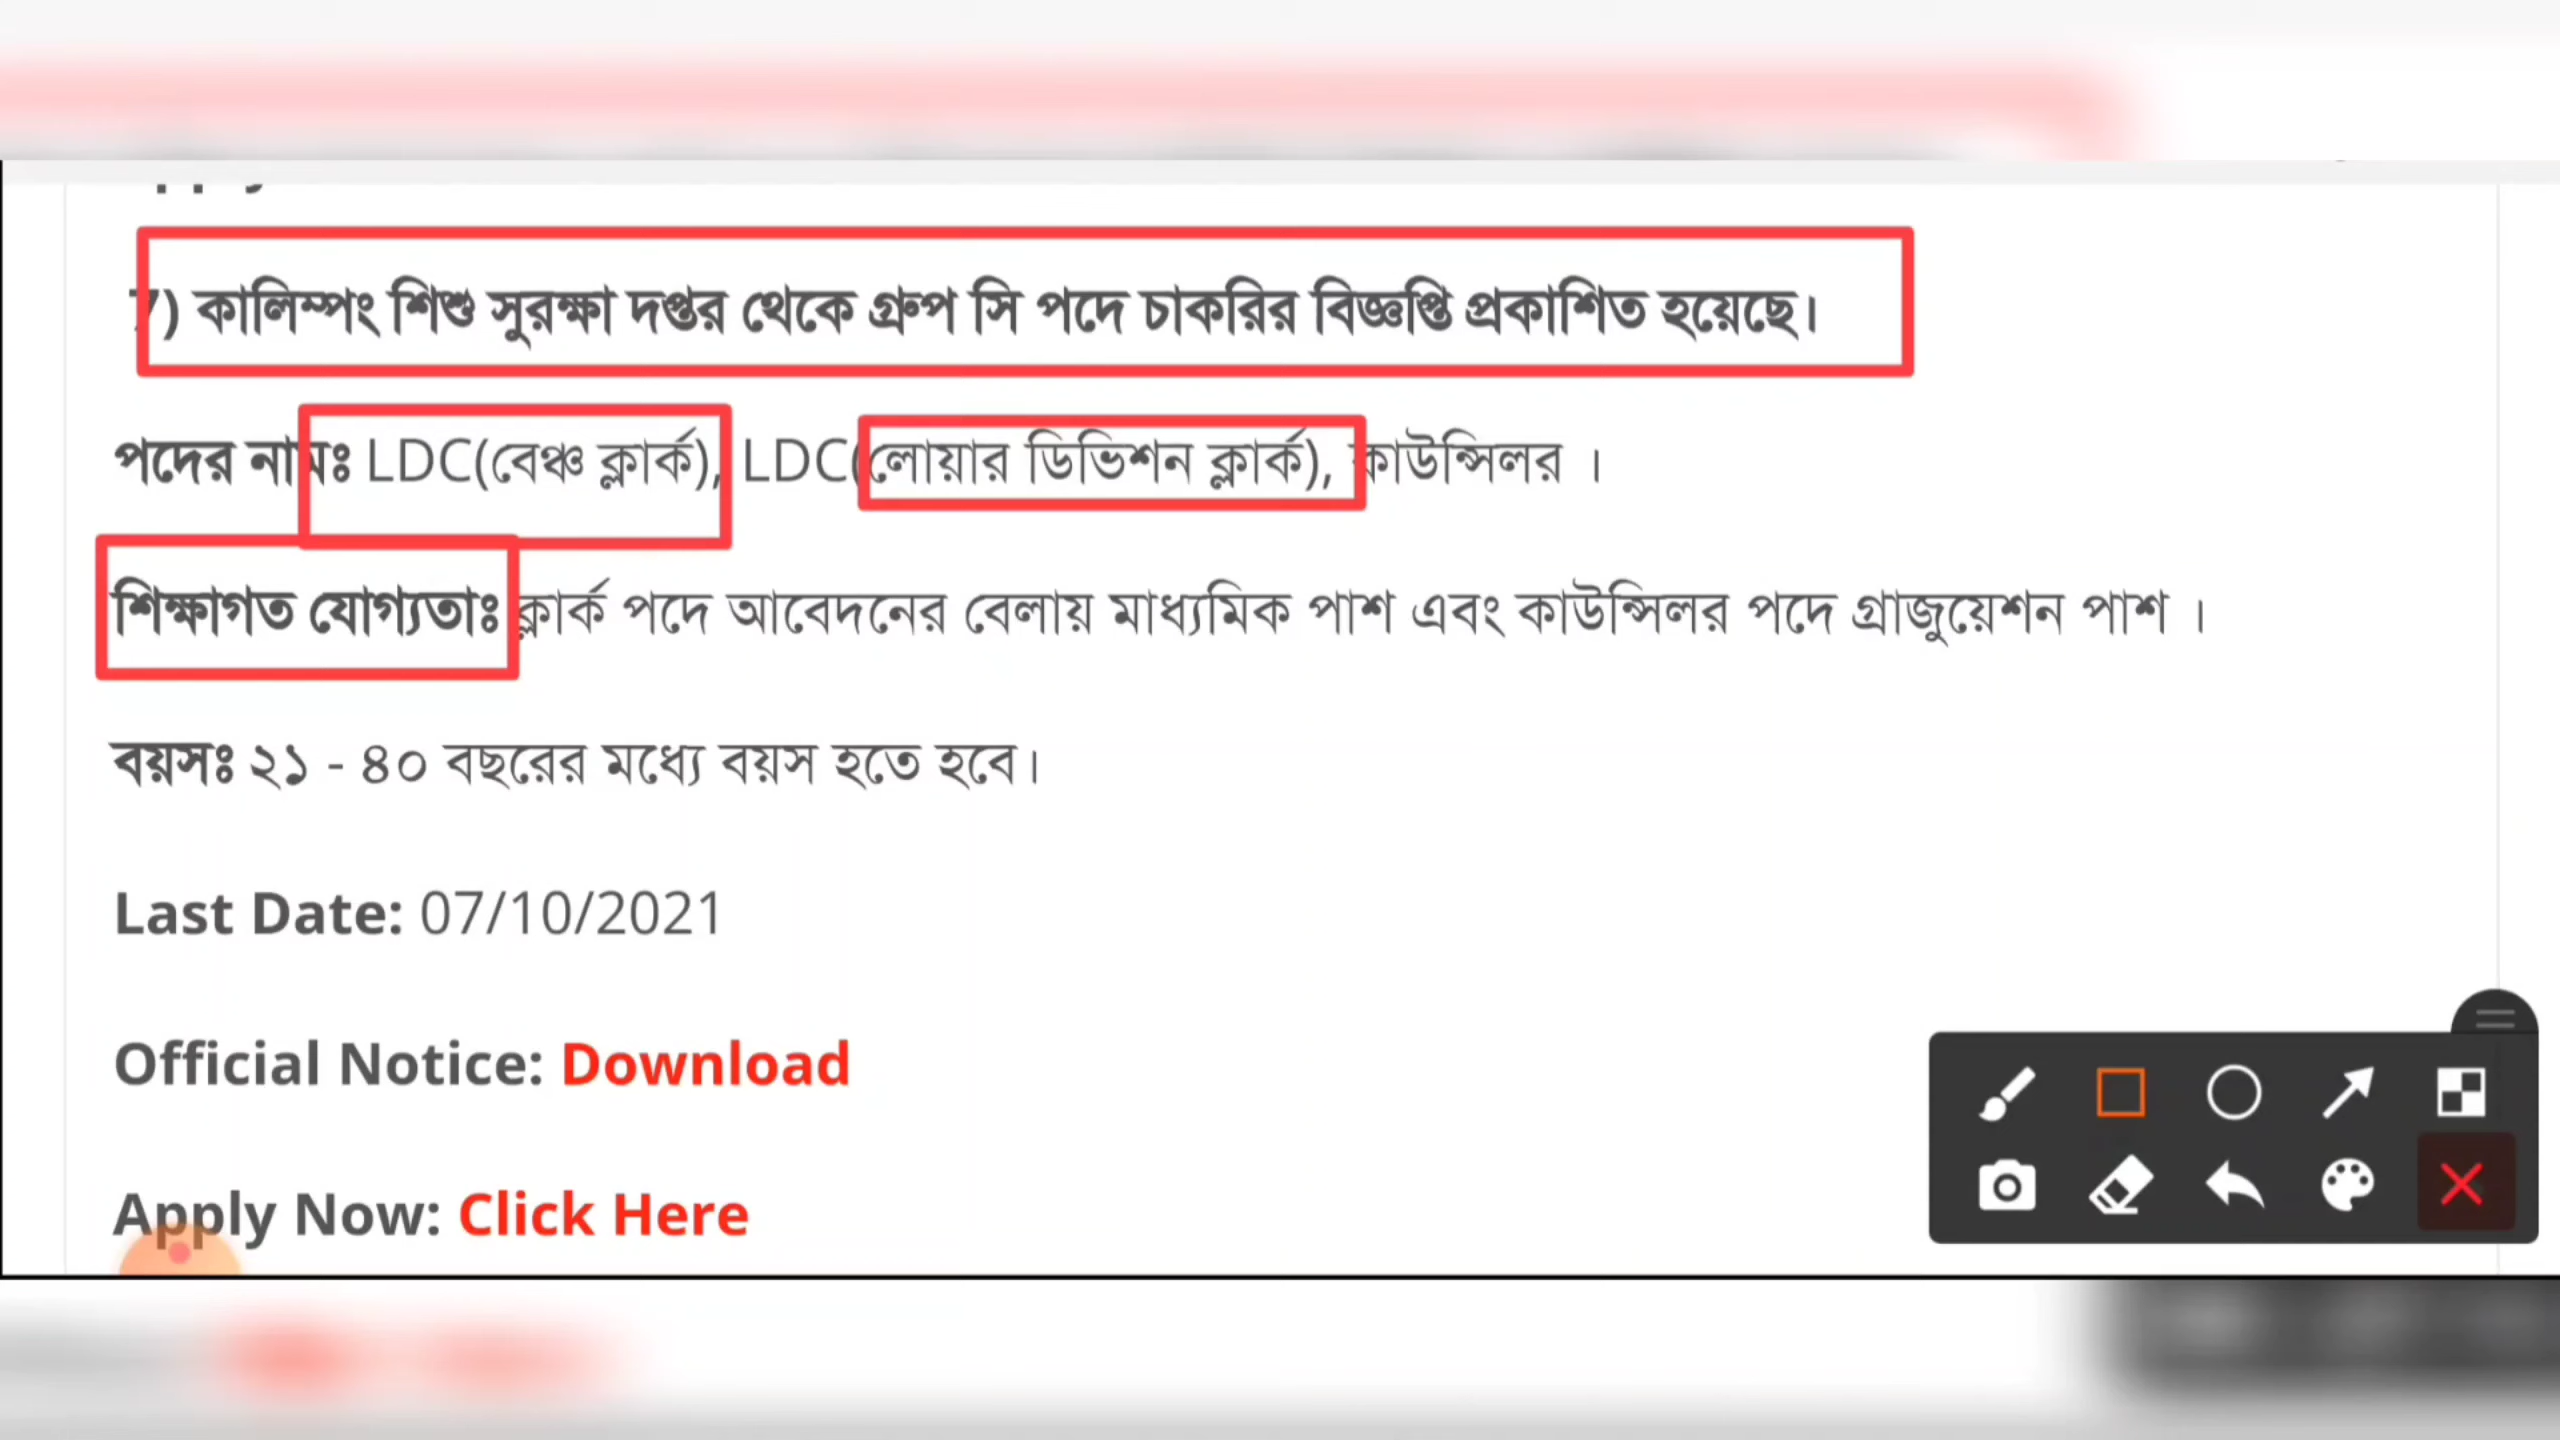 7) কালিম্পং শিশু সুরক্ষা দপ্তর থেকে গ্রুপ সি পদে চাকরির বিজ্ঞপ্তি প্রকাশিত হয়েছে।
পদের নামঃ LDC(বেঞ্চ ক্লার্ক), LDC(লোয়ার ডিভিশন ক্লার্ক), কাউন্সিলর ।
শিক্ষাগত যোগ্যতাঃ ক্লার্ক পদে আবেদনের বেলায় মাধ্যমিক পাশ এবং কাউন্সিলর পদে গ্রাজুয়েশন পাশ ।
বয়সঃ ২১ - ৪০ বছরের মধ্যে বয়স হতে হবে।
Last Date: 07/10/2021
Official Notice: Download
Apply Now: Click Here